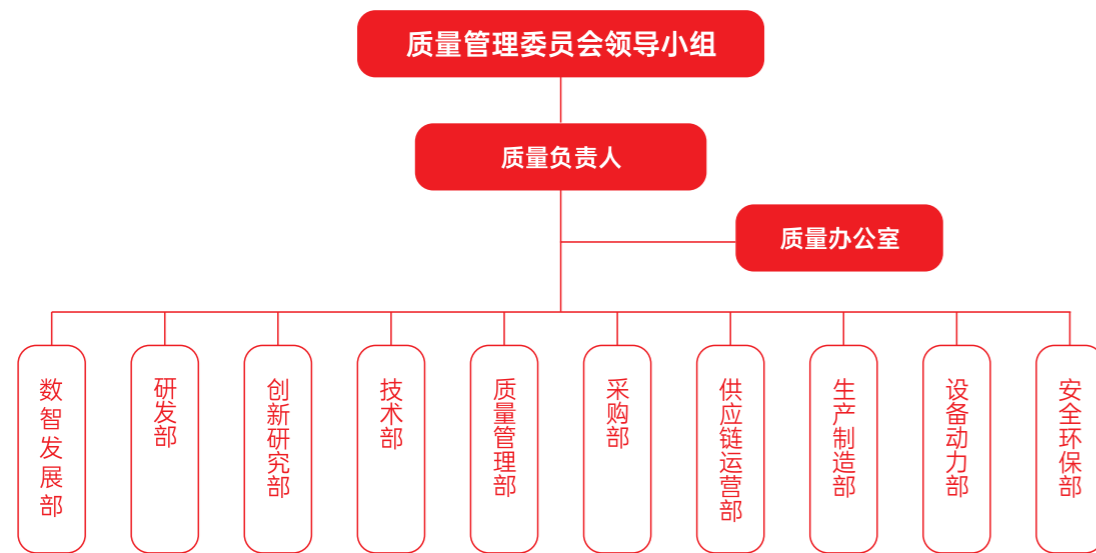 质量管理委员会领导小组
质量负责人
质量办公室
数智发展部
研发部
创新研究部
技术部
质量管理部
采购部
供应链运营部
生产制造部
设备动力部
安全环保部